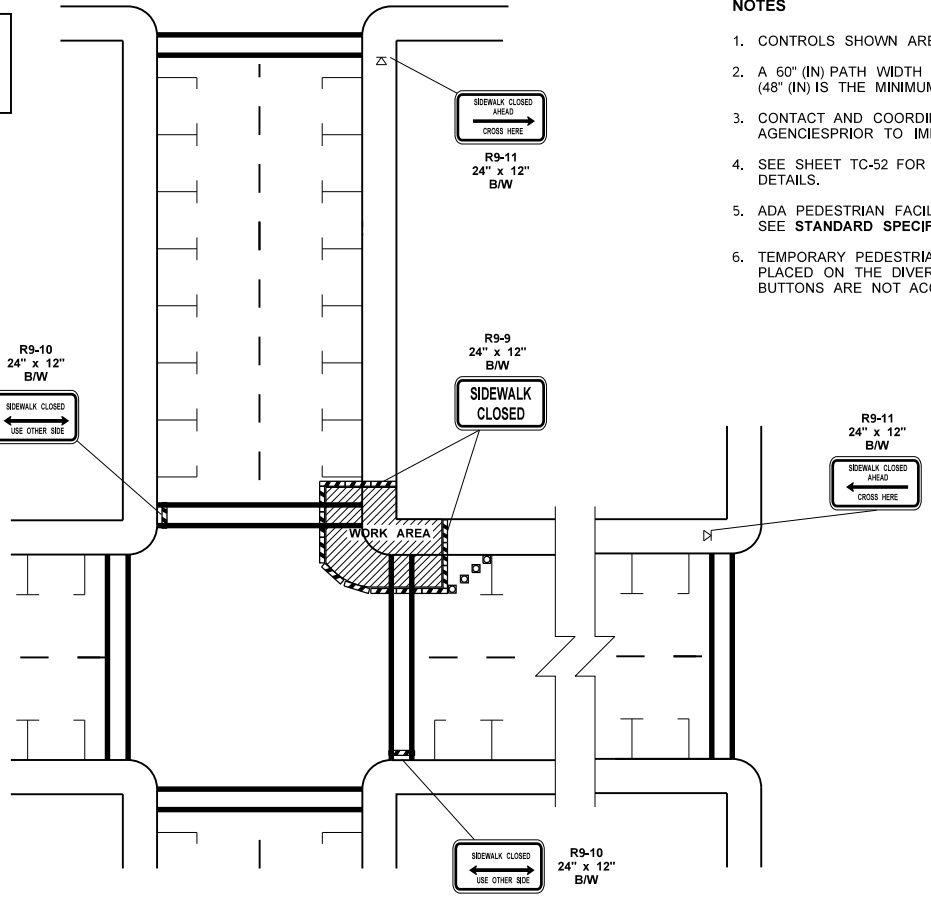 NOTES
1. CONTROLS SHOWN ARE
2. A 60" (IN) PATH WIDTH
(48" (IN) IS THE MINIMUM
3. CONTACT AND COORDI
AGENCIESPRIOR TO IM
4. SEE SHEET TC-52 FOR
DETAILS.
5. ADA PEDESTRIAN FACIL
SEE STANDARD SPECIF
6. TEMPORARY PEDESTRIA
PLACED ON THE DIVER
BUTTONS ARE NOT AC
SIDEWALK CLOSED
AHEAD
CROSS HERE
R9-11
24" x 12"
B/W
R9-10
24" x 12"
B/W
SIDEWALK CLOSED
USE OTHER SIDE
R9-9
24" x 12"
B/W
SIDEWALK
CLOSED
R9-11
24" x 12"
B/W
SIDEWALK CLOSED
AHEAD
CROSS HERE
WORK AREA
SIDEWALK CLOSED
USE OTHER SIDE
R9-10
24" x 12"
B/W